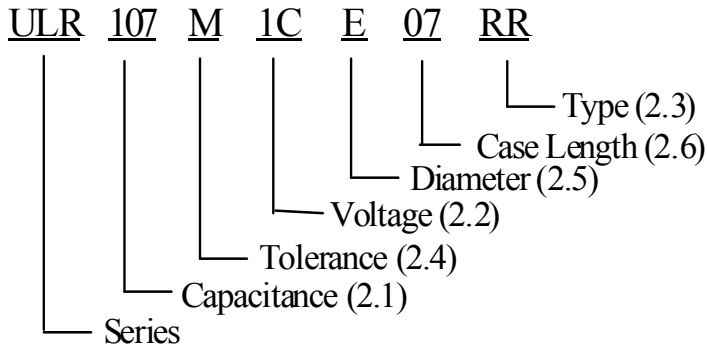 ULR 107 M 1C E 07 RR
Type (2.3)
Case Length (2.6)
Diameter (2.5)
Voltage (2.2)
Tolerance (2.4)
Capacitance (2.1)
Series